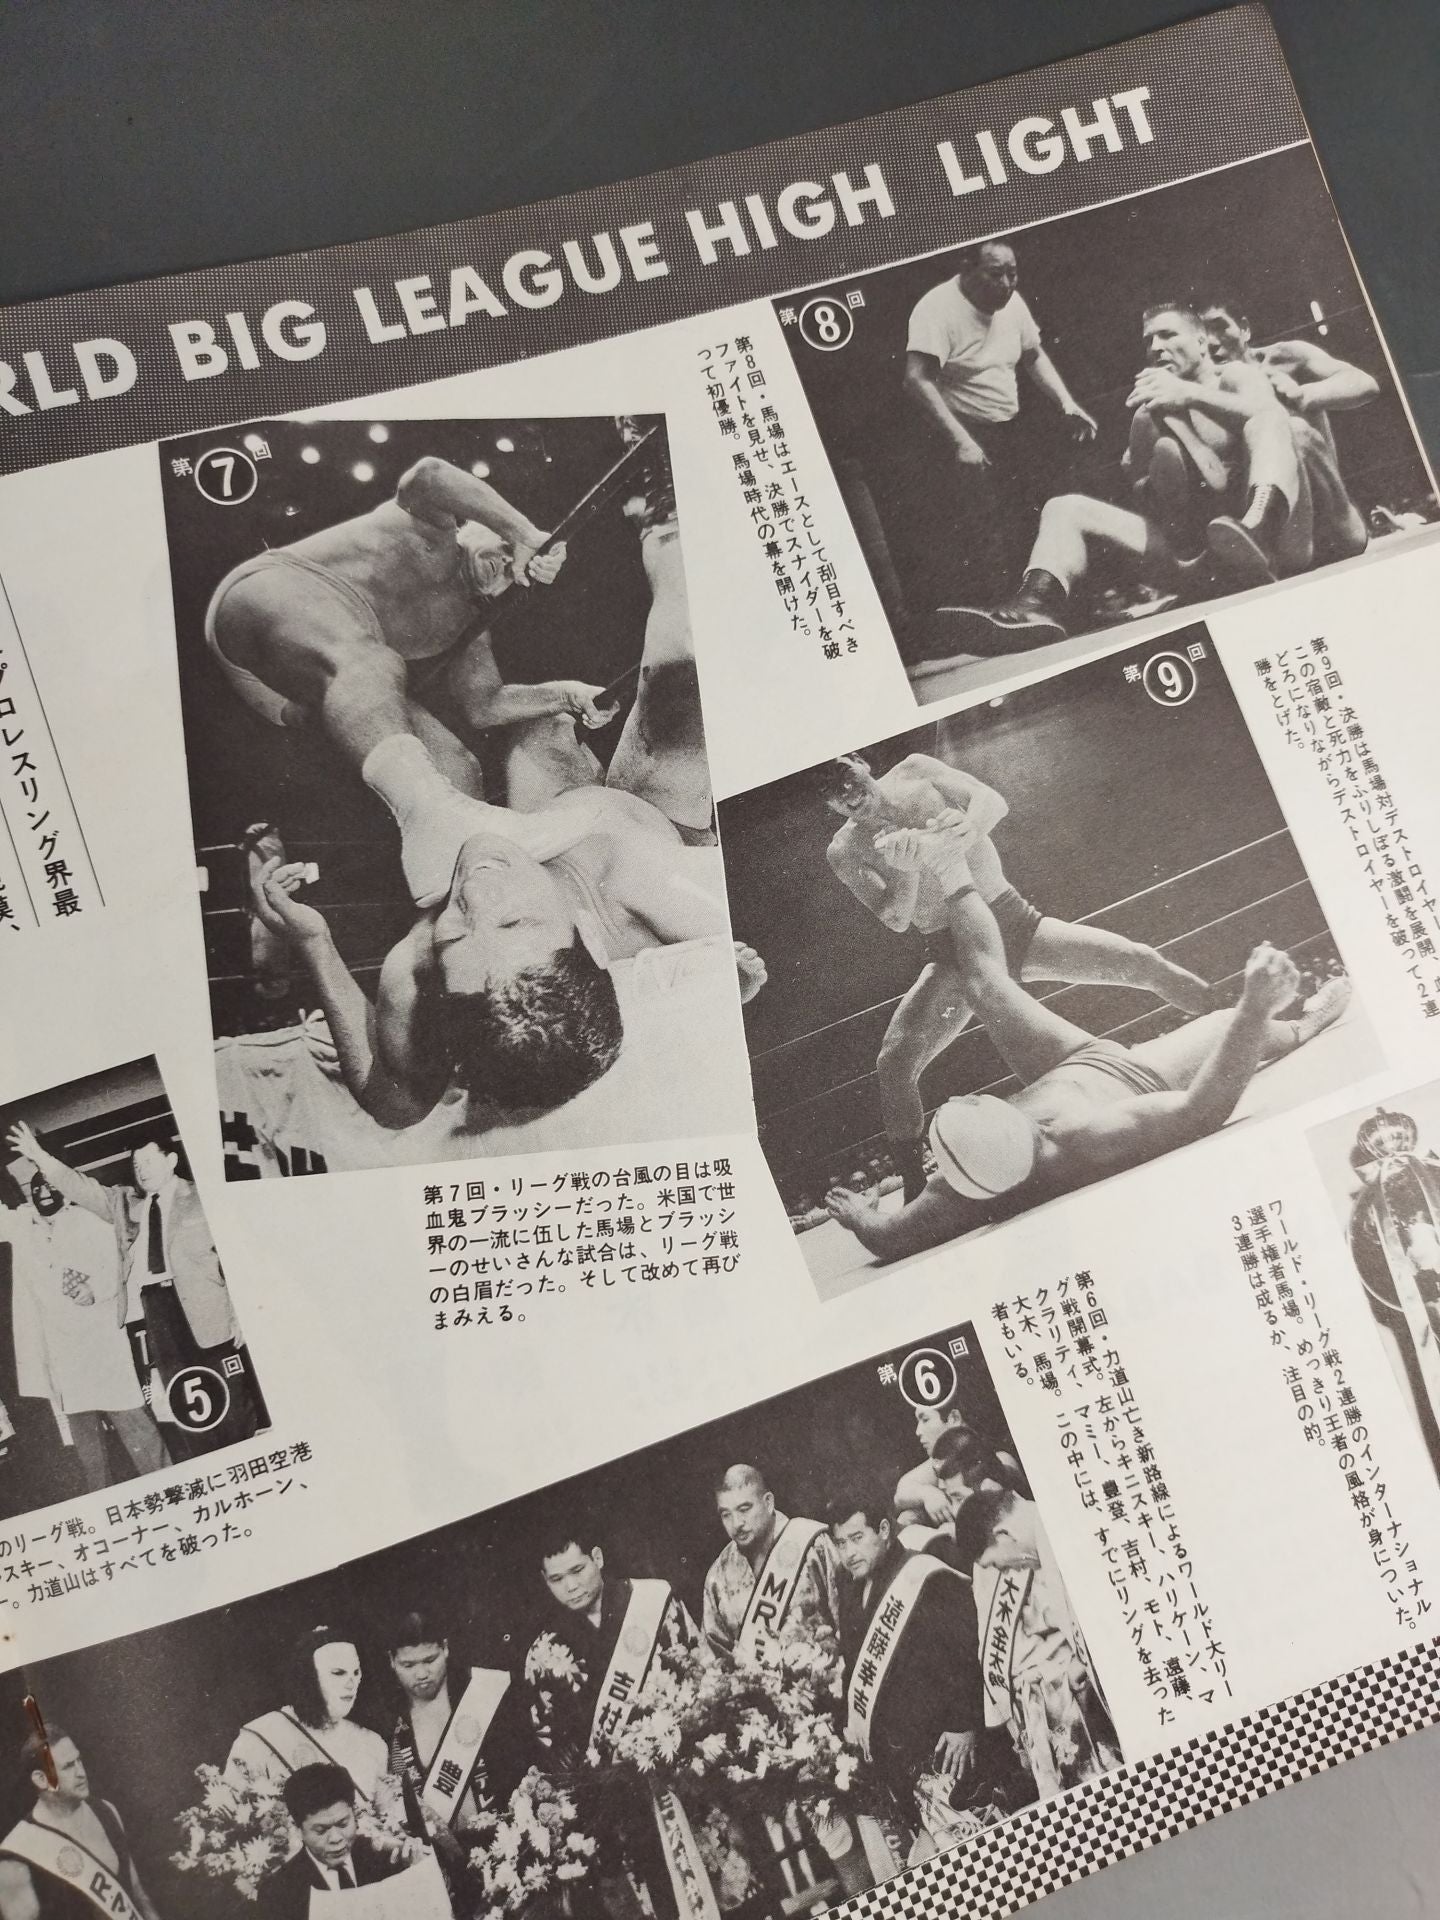 RLD BIG LEAGUE HIGH LIGHT
プロレスリング界最
模、
第7回
第8回
第8回・馬場はエースとして刮目すべき
ファイトを見せ、決勝でスナイダーを破
って初優勝。馬場時代の幕を開けた。
第9回
第9回・決勝は馬場対デストロイヤー
この宿敵と死力をふりしぼる激闘を展開、血
どろになりながらデストロイヤーを破って2連
勝をとげた。
第7回・リーグ戦の台風の目は吸
血鬼ブラッシーだった。米国で世
界の一流に伍した馬場とブラッシ
ーのせいさんな試合は、リーグ戦
の白眉だった。そして改めて再び
まみえる。
第5回
のリーグ戦。日本勢撃滅に羽田空港
スキー、オコーナー、カルホーン、
ー。力道山はすべてを破った。
第6回
第6回・力道山亡き新路線によるワールド大リー
グ戦開幕式。左からキニスキー、ハリケーン、マ
クラリティ、マミー、豊登、吉村、モト、遠藤、
大木、馬場。この中には、すでにリングを去った
者もいる。
ワールド・リーグ戦2連勝のインターナショナル
選手権者馬場。めっきり王者の風格が身についた。
3連勝は成るか、注目の的。
豊
吉村
MR.
遠藤幸吉
大木金太郎